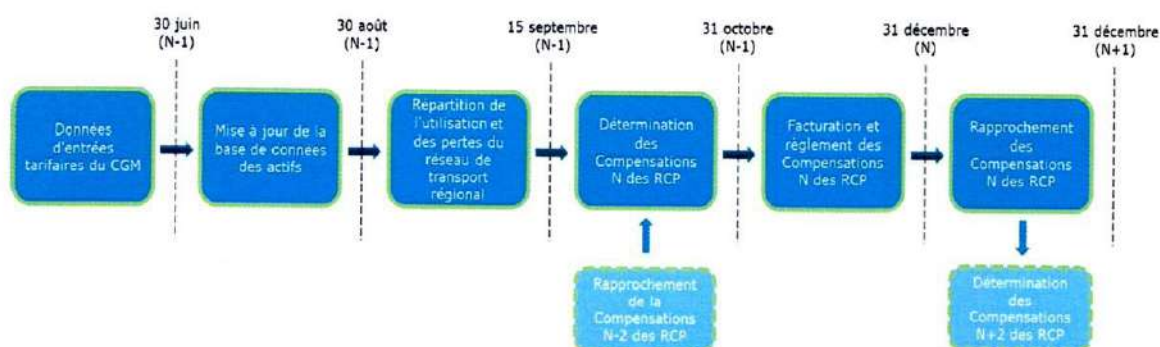 30 juin
(N-1)
30 août
(N-1)
15 septembre
(N-1)
31 octobre
(N-1)
31 décembre
(N)
31 décembre
(N+1)
Données
d'entrées
tarifaires du CGM
Mise à jour de la
base de données
des actifs
Répartition de
l'utilisation et
des pertes du
réseau de
transport
régional
Détermination
des
Compensations
N des RCP
Facturation et
règlement des
Compensations
N des RCP
Rapprochement
des
Compensations
N des RCP
Rapprochement
de la
Compensations
N-2 des RCP
Détermination
des
Compensations
N+2 des RCP